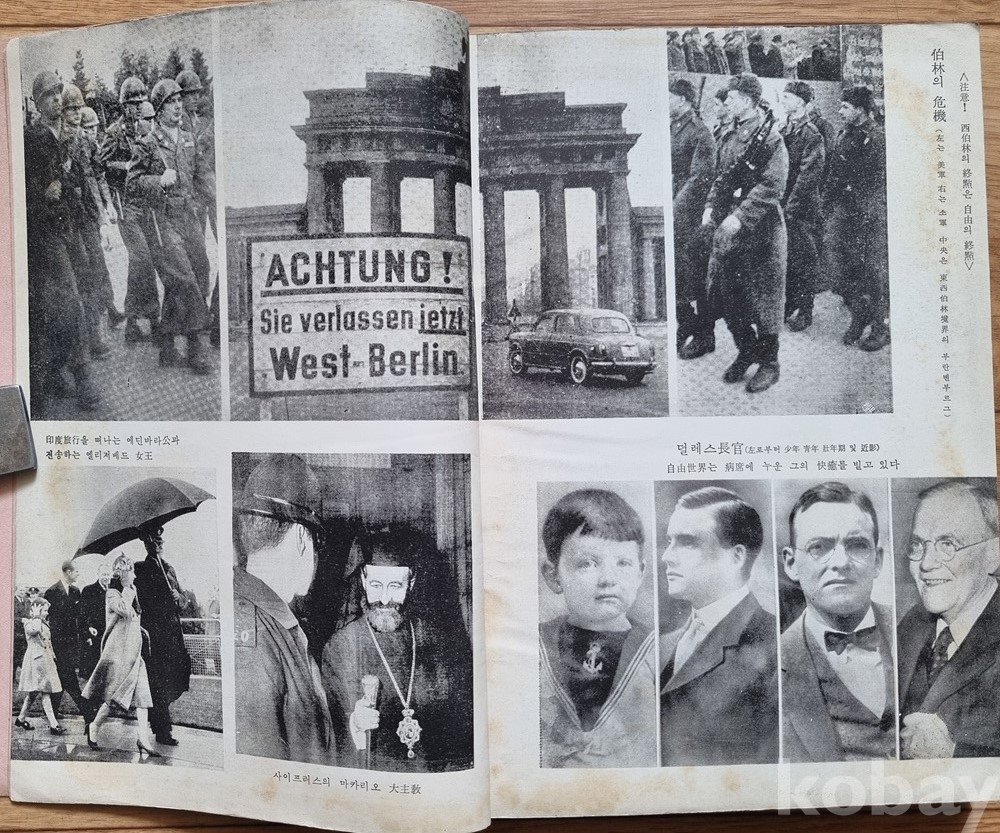 <注意! 西伯林의 終點은 自由의 終點>
伯林의 危機
(左는 美軍 右는 소軍 中央은 東西伯林境界의 부란덴부르그)
ACHTUNG!
Sie verlassen jetzt
West-Berlin
印度旅行을 떠나는 에딘바라公과
전송하는 엘리저베드 女王
덜레스長官(左로부터 少年 靑年 壯年期 및 近影)
自由世界는 病席에 누운 그의 快癒를 빌고 있다
사이프러스의 마카리오 大主敎
kobay